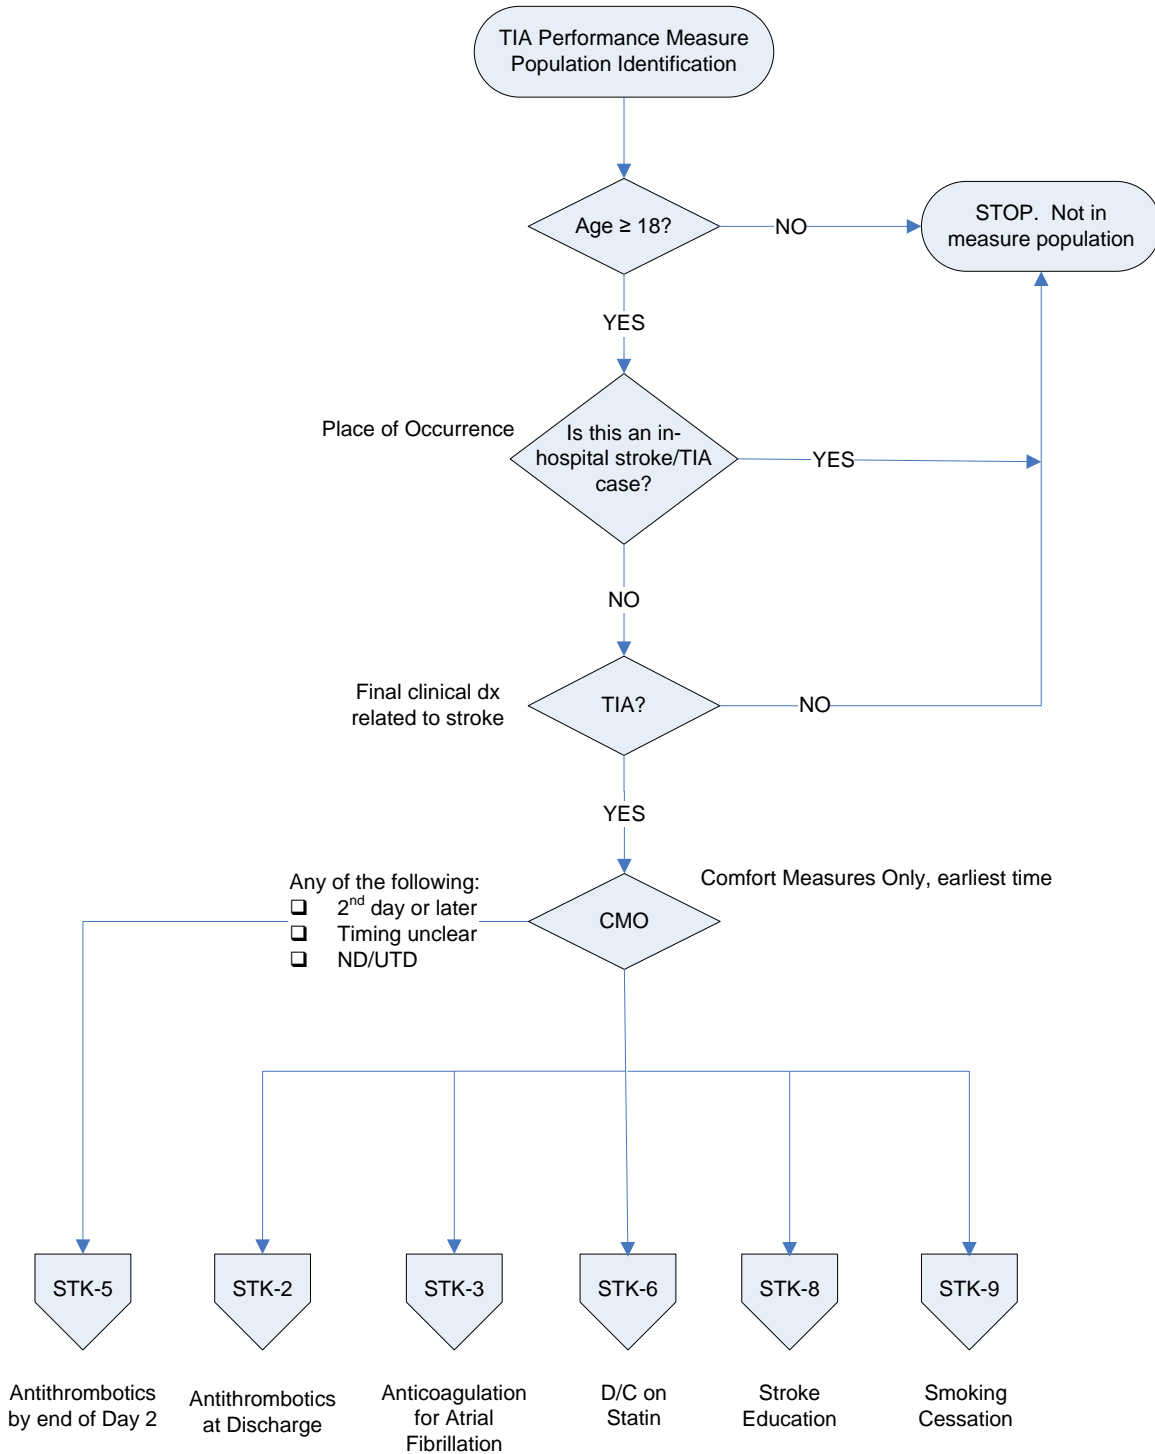 TIA Performance Measure
Population Identification
Age ≥ 18?
NO
STOP.  Not in
measure population
YES
Place of Occurrence
Is this an in-
hospital stroke/TIA
case?
YES
NO
Final clinical dx
related to stroke
TIA?
NO
YES
Any of the following:
❑ 2nd day or later
❑ Timing unclear
❑ ND/UTD
CMO
Comfort Measures Only, earliest time
STK-5
STK-2
STK-3
STK-6
STK-8
STK-9
Antithrombotics
by end of Day 2
Antithrombotics
at Discharge
Anticoagulation
for Atrial
Fibrillation
D/C on
Statin
Stroke
Education
Smoking
Cessation